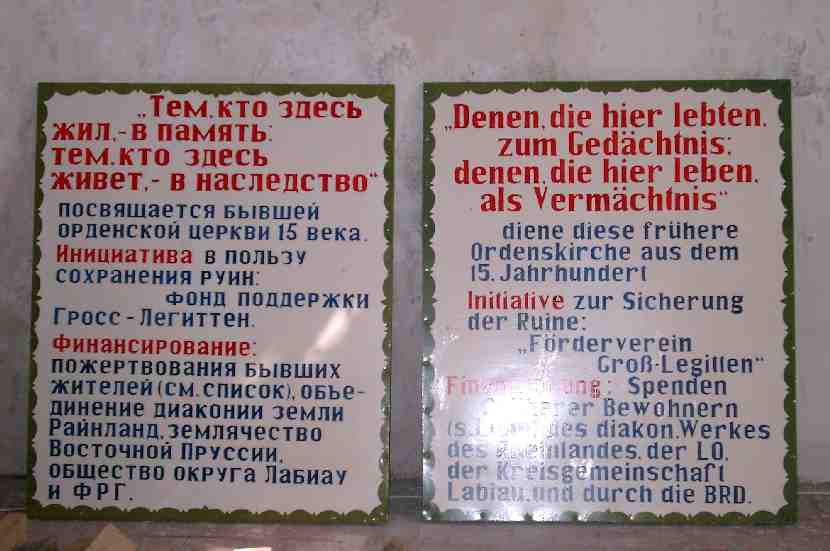 „Тем, кто здесь
жил,- в память:
тем, кто здесь
живет,- в наследство“
посвящается бывшей
орденской церкви 15 века.
Инициатива в пользу
сохранения руин:
фонд поддержки
Гросс-Легиттен.
Финансирование:
пожертвования бывших
жителей (см. список), объе-
динение диаконии земли
Райнланд, землячество
Восточной Пруссии,
общество округа Лабиау
и ФРГ.
„Denen, die hier lebten,
zum Gedächtnis;
denen, die hier leben,
als Vermächtnis“
diene diese frühere
Ordenskirche aus dem
15. Jahrhundert
Initiative zur Sicherung
der Ruine:
„Förderverein
Groß-Legitten“
Finanzierung: Spenden
Bewohnern
des diakon. Werkes
des Rheinlandes, der LO,
der Kreisgemeinschaft
Labiau, und durch die BRD.